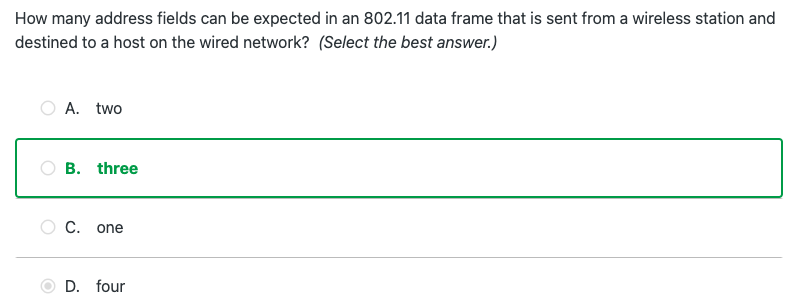 How many address fields can be expected in an 802.11 data frame that is sent from a wireless station and
destined to a host on the wired network? (Select the best answer.)
A. two
B. three
C. one
D. four